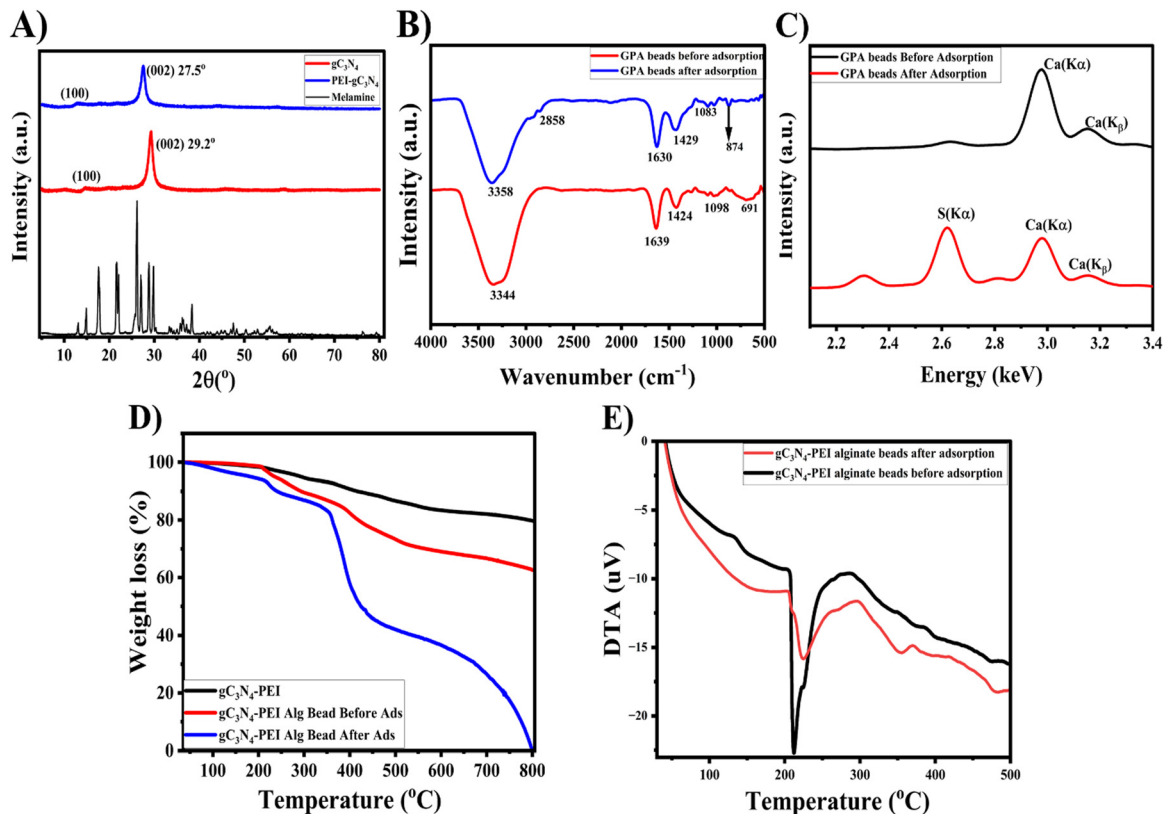 A)
gC₃N₄
PEI-gC₃N₄
Melamine
(002) 27.5°
(100)
(002) 29.2°
(100)
Intensity (a.u.)
10 20 30 40 50 60 70 80
2θ(°)
B)
GPA beads before adsorption
GPA beads after adsorption
2858
1083
3358
1630
1429
874
3344
1639
1424
1098
691
Intensity (a.u.)
4000 3500 3000 2500 2000 1500 1000 500
Wavenumber (cm⁻¹)
C)
GPA beads Before Adsorption
GPA beads After Adsorption
Ca(Kα)
Ca(Kᵦ)
S(Kα)
Ca(Kα)
Ca(Kᵦ)
Intensity (a.u.)
2.2 2.4 2.6 2.8 3.0 3.2 3.4
Energy (keV)
D)
100
80
60
40
20
0
Weight loss (%)
gC₃N₄-PEI
gC₃N₄-PEI Alg Bead Before Ads
gC₃N₄-PEI Alg Bead After Ads
100 200 300 400 500 600 700 800
Temperature (°C)
E)
gC₃N₄-PEI alginate beads after adsorption
gC₃N₄-PEI alginate beads before adsorption
0
−5
−10
−15
−20
DTA (uV)
100 200 300 400 500
Temperature (°C)